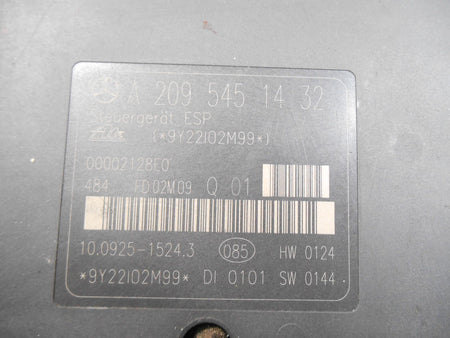 A 209 545 14 32
Steuergerät ESP
ATE (*9Y22I02M99*)
00002128E0
484 FD02M09 Q 01
10.0925-1524.3 085 HW 0124
*9Y22I02M99* DI 0101 SW 0144